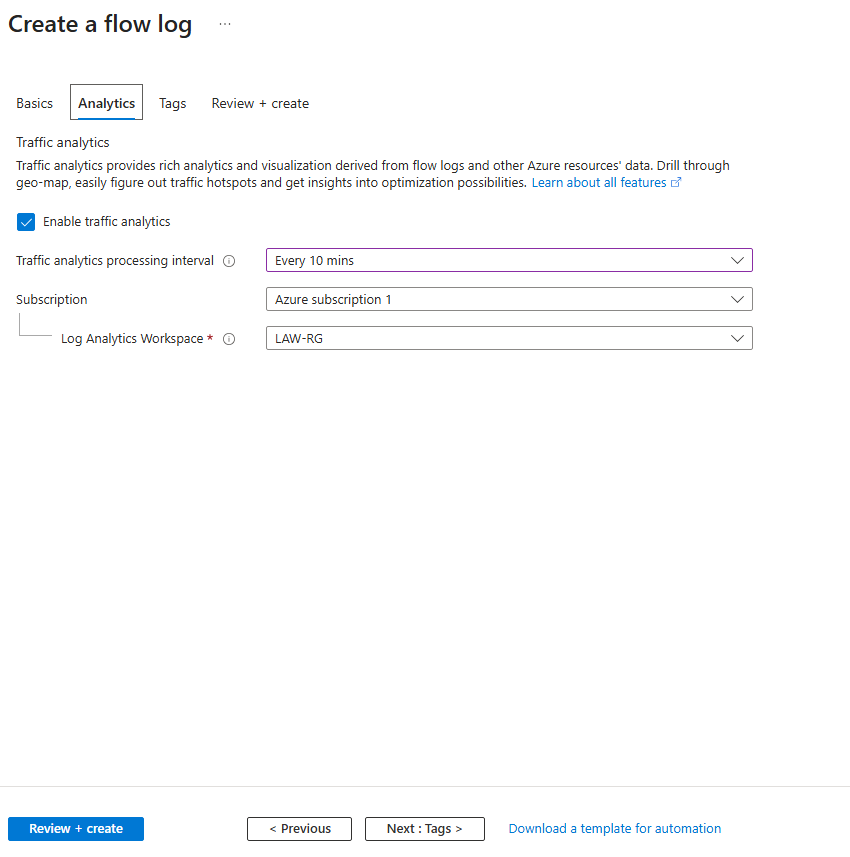 Create a flow log ...
Basics Analytics Tags Review + create
Traffic analytics
Traffic analytics provides rich analytics and visualization derived from flow logs and other Azure resources' data. Drill through
geo-map, easily figure out traffic hotspots and get insights into optimization possibilities. Learn about all features
Enable traffic analytics
Traffic analytics processing interval Every 10 mins
Subscription Azure subscription 1
Log Analytics Workspace * LAW-RG
Review + create < Previous Next : Tags > Download a template for automation